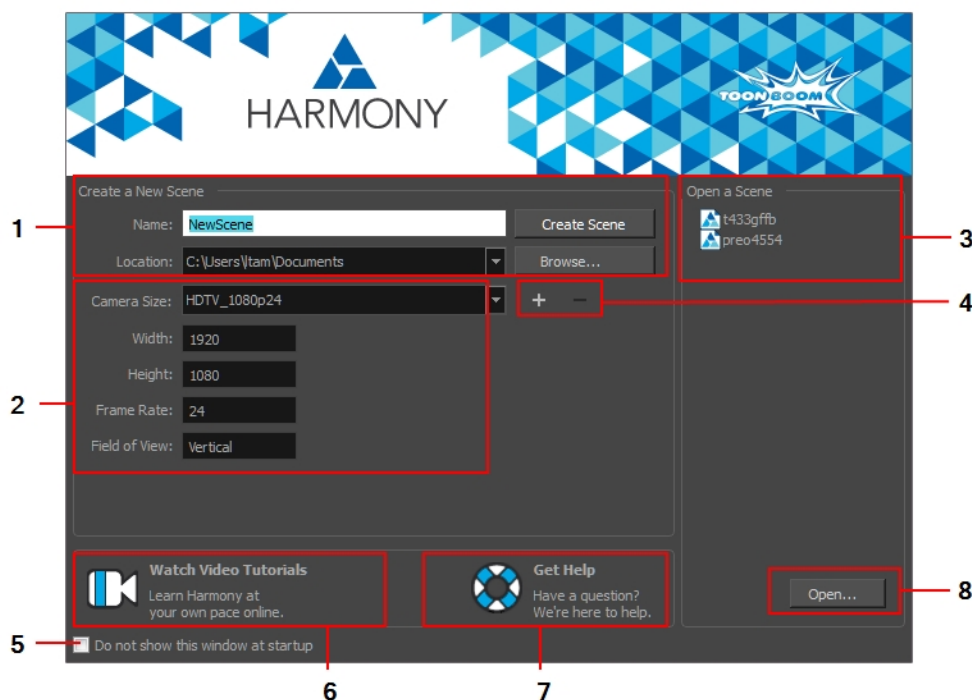 HARMONY
TOON BOOM
Create a New Scene
Name: NewScene Create Scene
Location: C:\Users\ltam\Documents Browse...
Camera Size: HDTV_1080p24 + −
Width: 1920
Height: 1080
Frame Rate: 24
Field of View: Vertical
Open a Scene
t433gffb
preo4554
Watch Video Tutorials
Learn Harmony at
your own pace online.
Get Help
Have a question?
We're here to help.
Open...
Do not show this window at startup
1
2
3
4
5
6
7
8